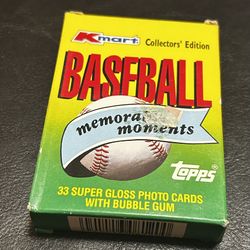 Kmart Collectors' Edition
BASEBALL
memorable
moments
Topps
33 SUPER GLOSS PHOTO CARDS
WITH BUBBLE GUM